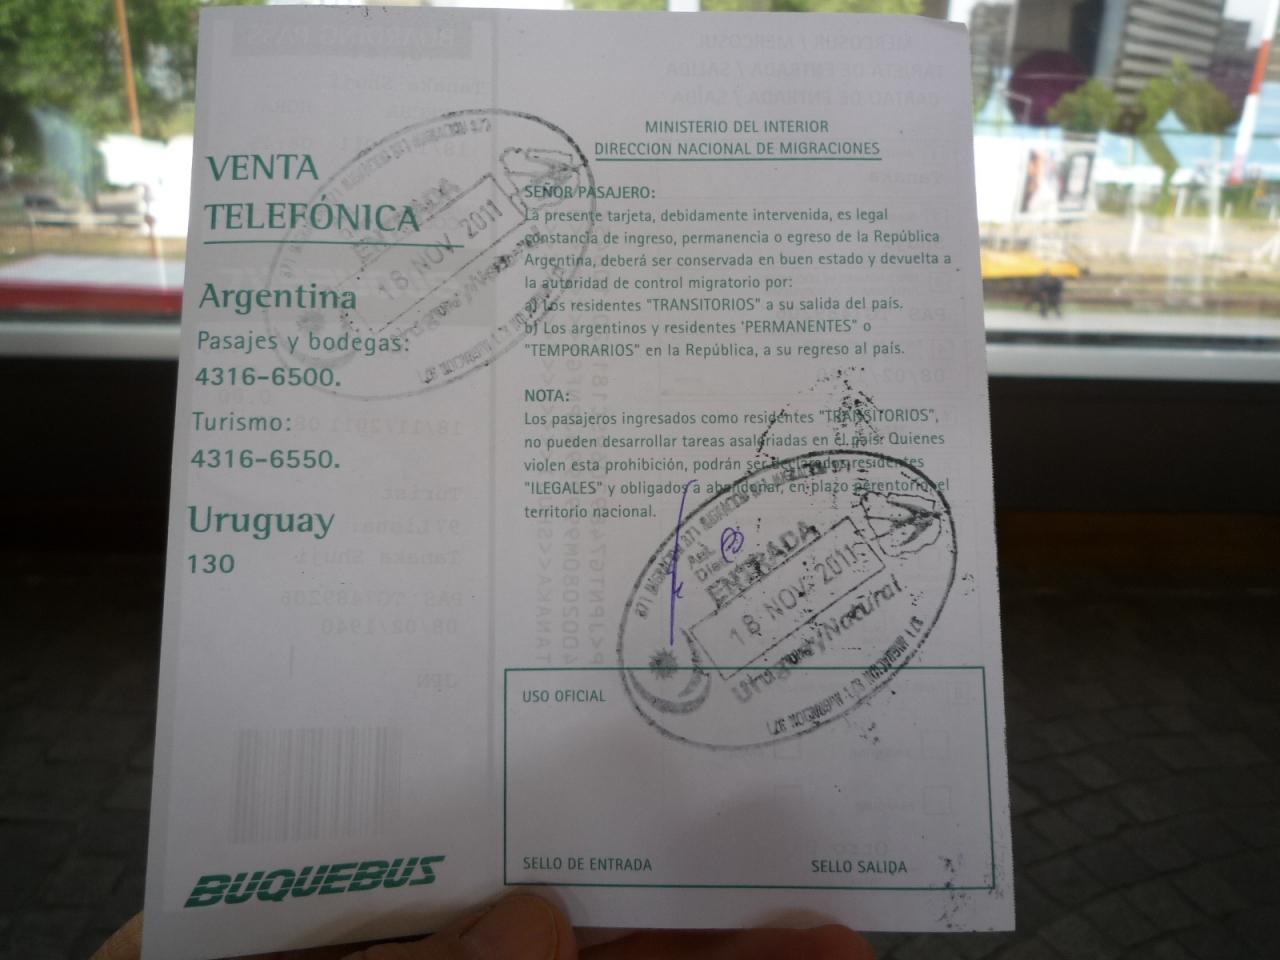 VENTA
TELEFÓNICA
Argentina
Pasajes y bodegas:
4316-6500.
Turismo:
4316-6550.
Uruguay
130
BUQUEBUS
MINISTERIO DEL INTERIOR
DIRECCION NACIONAL DE MIGRACIONES
SEÑOR PASAJERO:
La presente tarjeta, debidamente intervenida, es legal
constancia de ingreso, permanencia o egreso de la República
Argentina, deberá ser conservada en buen estado y devuelta a
la autoridad de control migratorio por:
a) Los residentes "TRANSITORIOS" a su salida del país.
b) Los argentinos y residentes 'PERMANENTES" o
"TEMPORARIOS" en la República, a su regreso al país.
NOTA:
Los pasajeros ingresados como residentes "TRANSITORIOS",
no pueden desarrollar tareas asalariadas en el país. Quienes
violen esta prohibición, podrán ser declarados residentes
"ILEGALES" y obligados a abandonar, en plazo perentorio, el
territorio nacional.
ENTRADA
18 NOV. 2011
Uruguay/Natural
ENTRADA
18 NOV. 2011
Uruguay/Natural
USO OFICIAL
SELLO DE ENTRADA
SELLO SALIDA